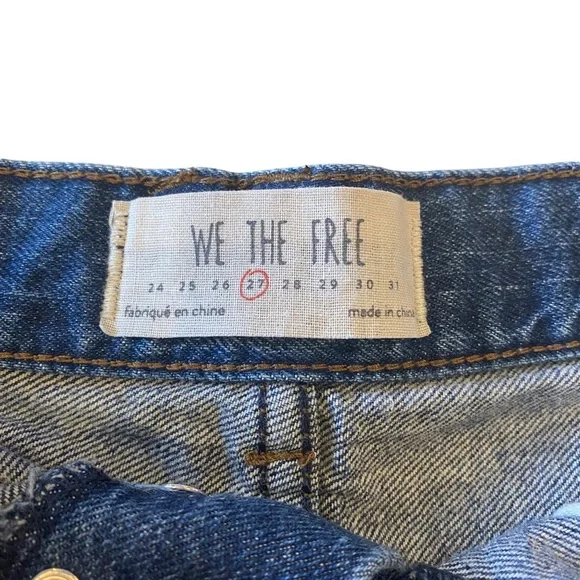 WE THE FREE
24 25 26 27 28 29 30 31
fabriqué en chine made in china